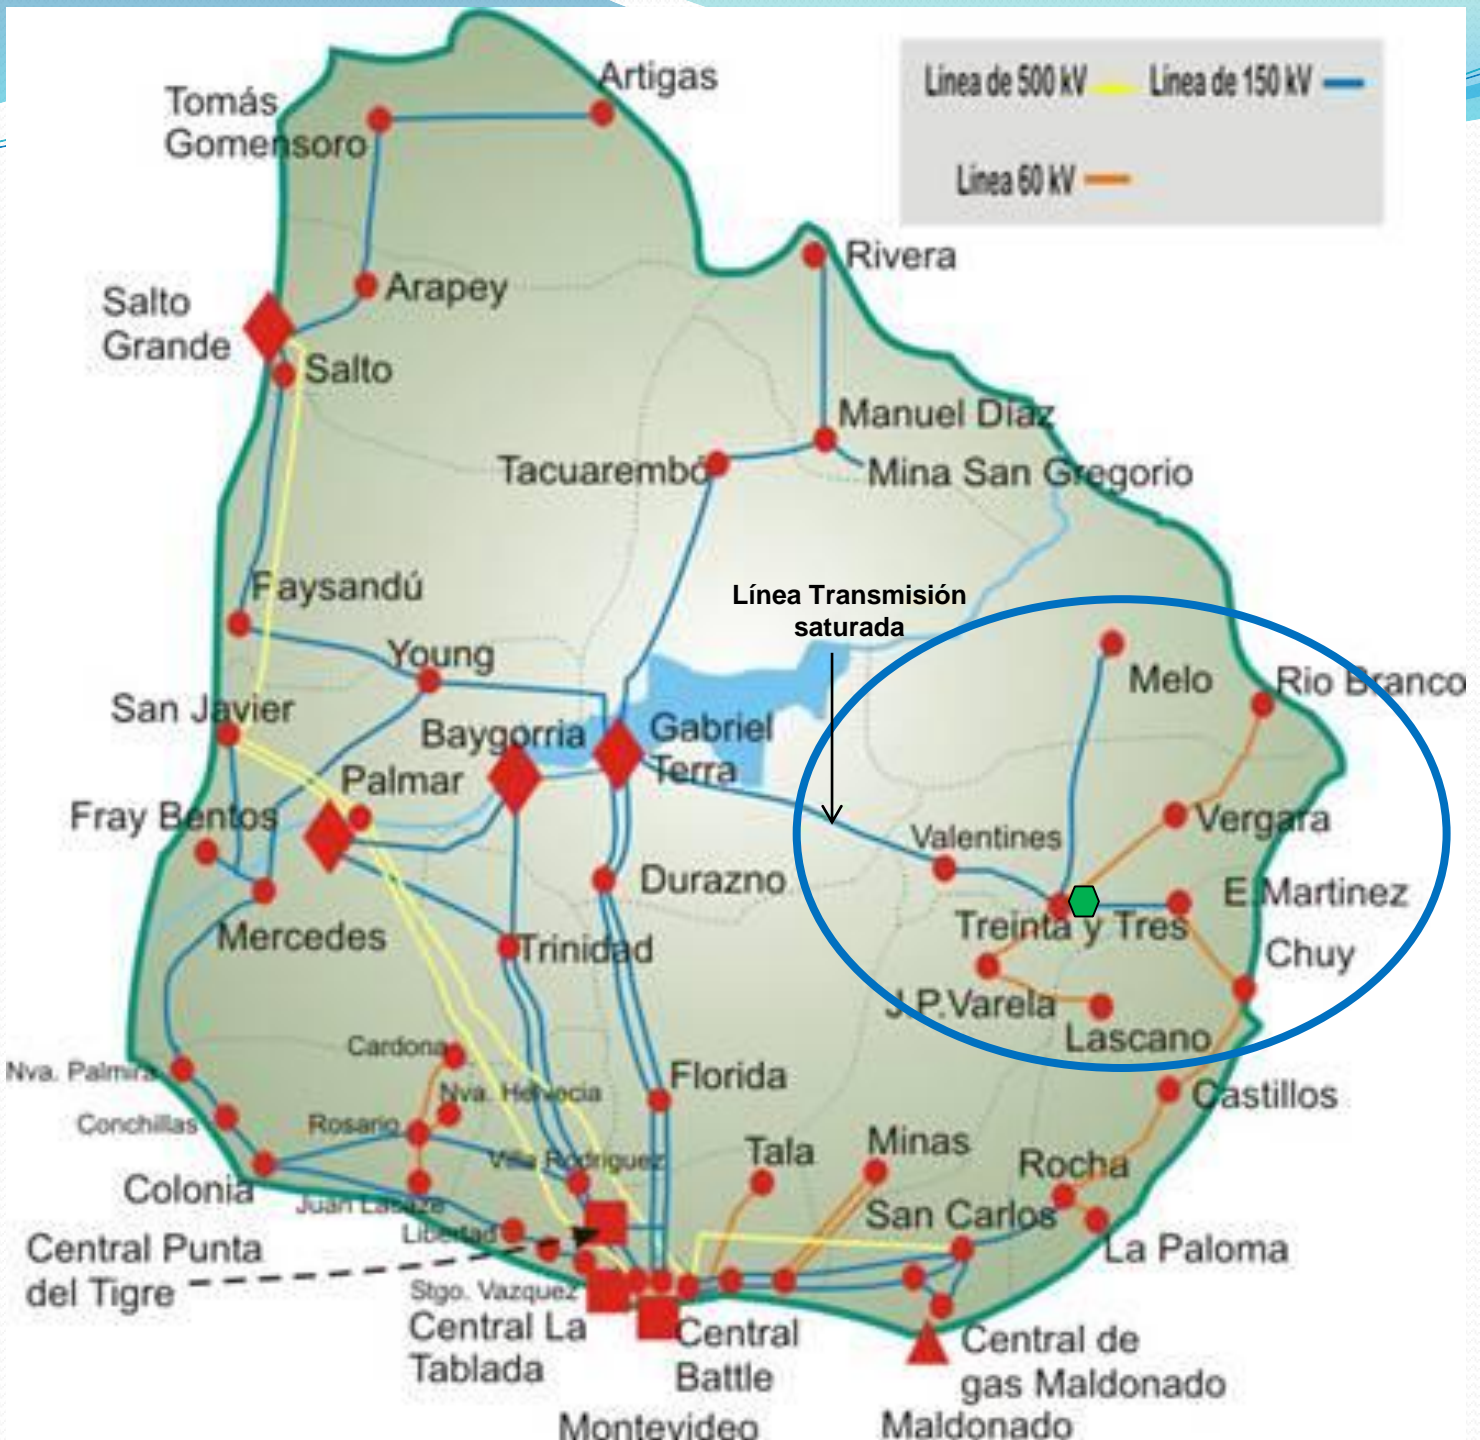 Artigas
Tomás
Gomensoro
Linea de 500 kV
Linea de 150 kV
Linea 60 kV
Rivera
Arapey
Salto
Grande
Salto
Manuel Díaz
Tacuarembó
Mina San Gregorio
Paysandú
Línea Transmisión
saturada
Young
Melo
Rio Branco
San Javier
Baygorria
Gabriel
Terra
Palmar
Fray Bentos
Vergara
Valentines
Durazno
E.Martinez
Treinta y Tres
Mercedes
Trinidad
Chuy
J.P.Varela
Lascano
Cardona
Nva. Palmira
Florida
Nva. Helvecia
Castillos
Conchillas
Rosario
Tala
Minas
Villa Rodriguez
Rocha
Colonia
Juan Lacaze
San Carlos
Libertad
La Paloma
Central Punta
del Tigre
Stgo. Vazquez
Central La
Tablada
Central
Battle
Central de
gas Maldonado
Montevideo
Maldonado